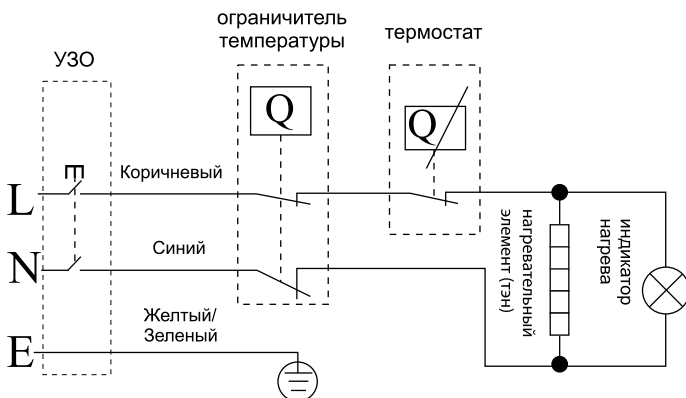 ограничитель
температуры
термостат
УЗО
Q
Q
L
Коричневый
N
Синий
E
Желтый/
Зеленый
нагревательный
элемент (тэн)
индикатор
нагрева